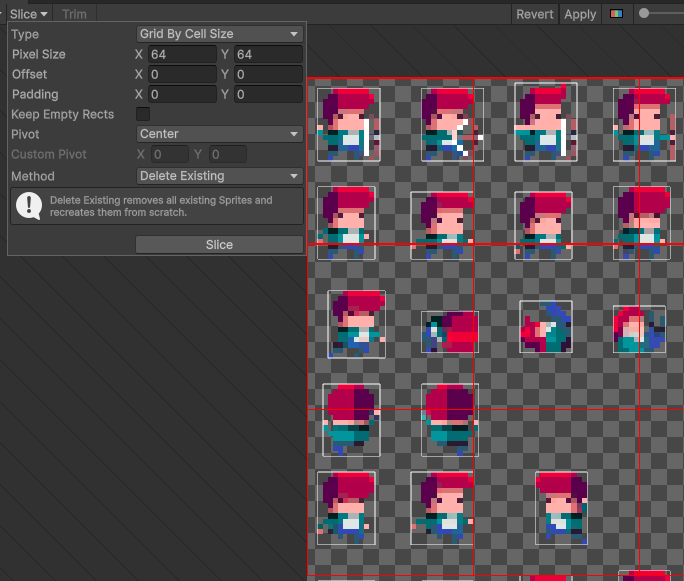 Slice Trim Revert Apply
Type Grid By Cell Size
Pixel Size X 64 Y 64
Offset X 0 Y 0
Padding X 0 Y 0
Keep Empty Rects
Pivot Center
Custom Pivot X 0 Y 0
Method Delete Existing
Delete Existing removes all existing Sprites and
recreates them from scratch.
Slice